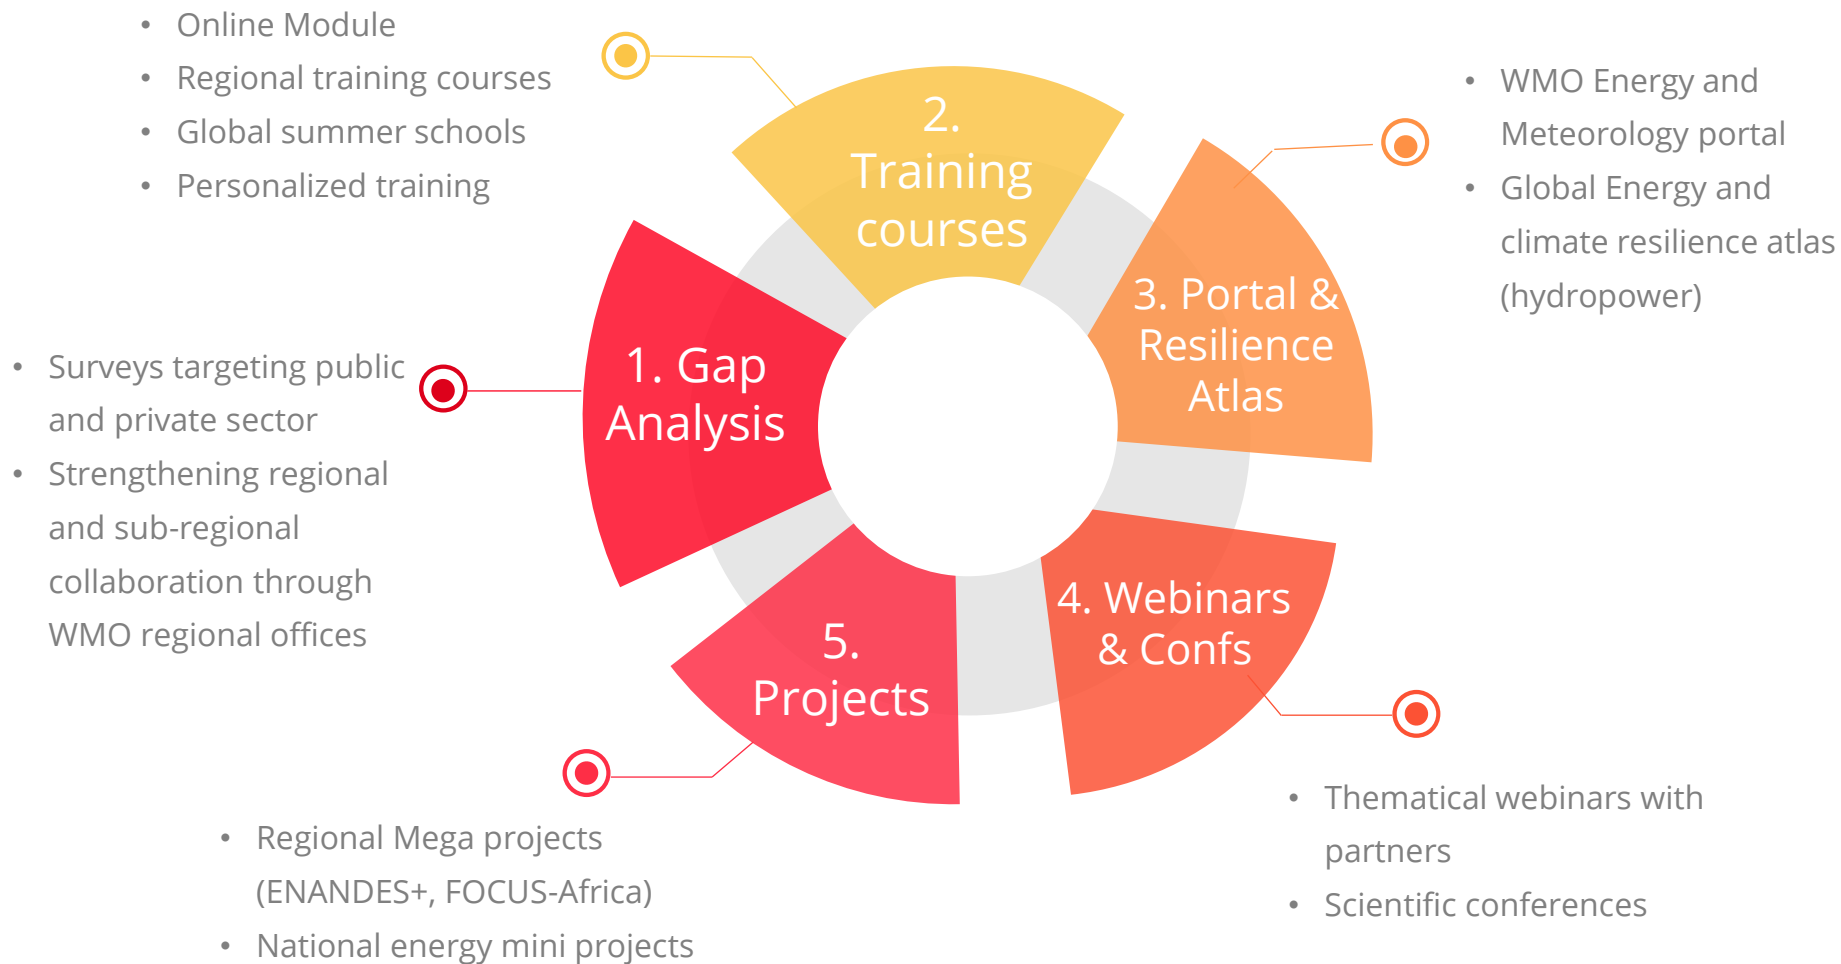 • Online Module
• Regional training courses
• Global summer schools
• Personalized training
2.
Training
courses
• WMO Energy and
Meteorology portal
• Global Energy and
climate resilience atlas
(hydropower)
3. Portal &
Resilience
Atlas
1. Gap
Analysis
• Surveys targeting public
and private sector
• Strengthening regional
and sub-regional
collaboration through
WMO regional offices
4. Webinars
& Confs
5.
Projects
• Thematical webinars with
partners
• Scientific conferences
• Regional Mega projects
(ENANDES+, FOCUS-Africa)
• National energy mini projects